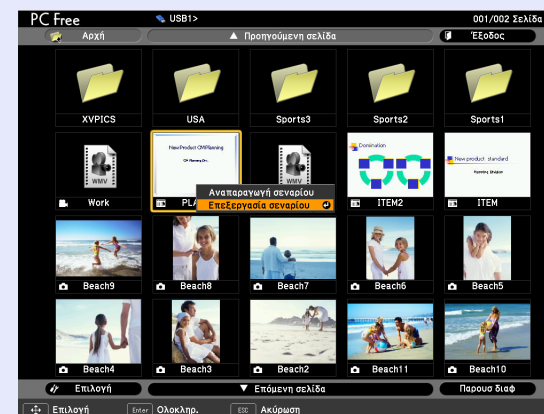 PC Free USB1> 001/002 Σελίδα
Αρχή ▲ Προηγούμενη σελίδα Έξοδος
XVPICS USA Sports3 Sports2 Sports1
New Product CM Planning
Domination
New product standard
Planning Division
WMV WMV
Αναπαραγωγή σεναρίου
Work ITEM2 ITEM
Επεξεργασία σεναρίου
Beach9 Beach8 Beach7 Beach6 Beach5
Beach4 Beach3 Beach2 Beach11 Beach10
Επιλογή ▼ Επόμενη σελίδα Παρουσ διαφ
Επιλογή Enter Ολοκληρ. ESC Ακύρωση